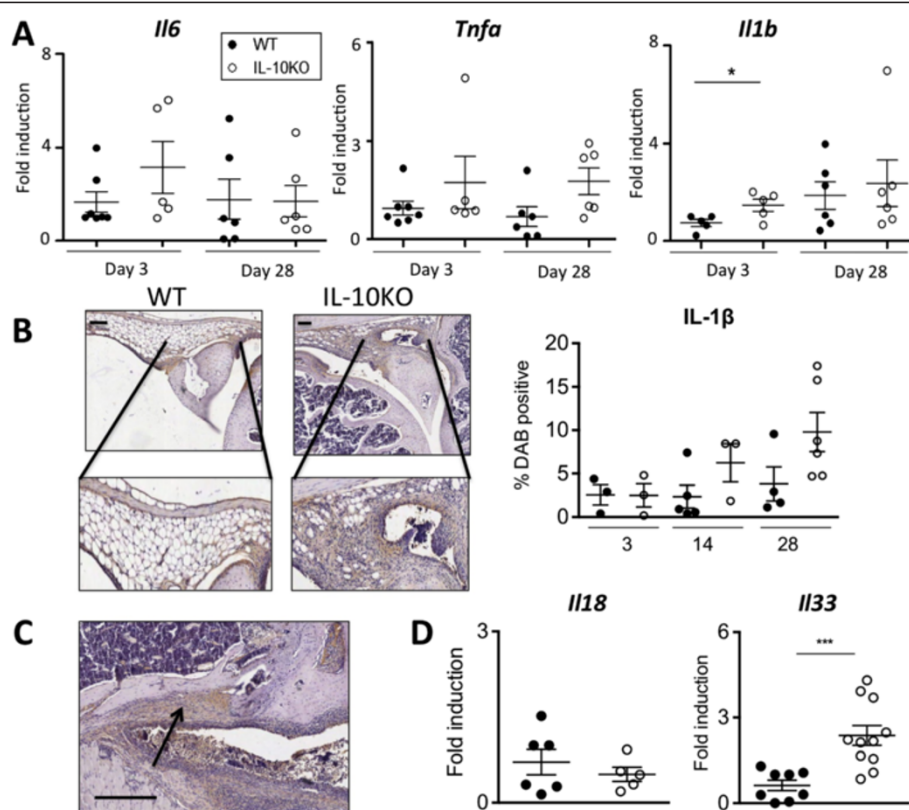 A
Il6
Tnfa
Il1b
WT
IL-10KO
Fold induction
8
4
0
Day 3
Day 28
Fold induction
6
3
0
Day 3
Day 28
Fold induction
8
4
0
*
Day 3
Day 28
B
WT
IL-10KO
IL-1β
% DAB positive
20
15
10
5
0
3
14
28
C
D
Il18
Fold induction
3
0
Il33
Fold induction
6
3
0
***